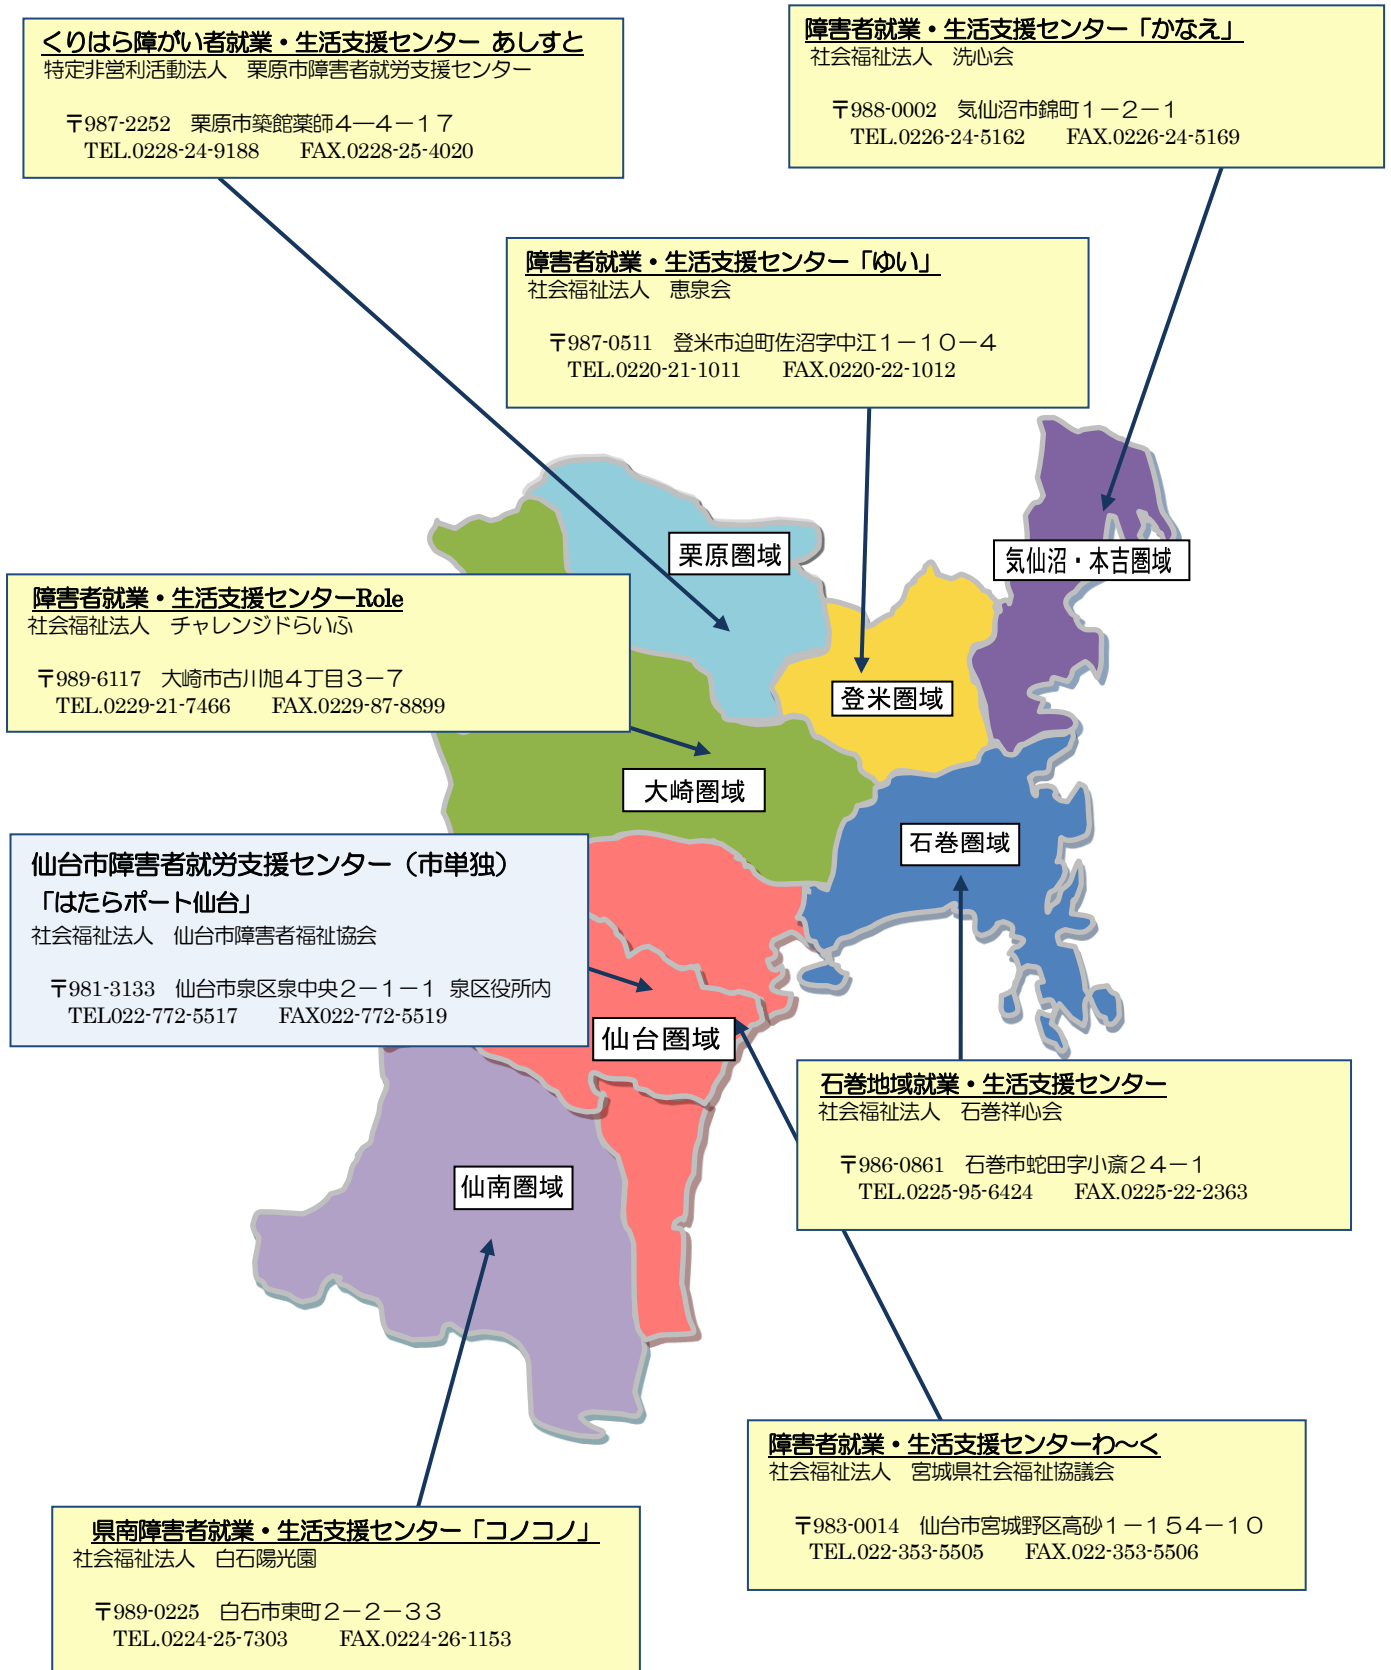 くりはら障がい者就業・生活支援センター あしすと
特定非営利活動法人　栗原市障害者就労支援センター
〒987-2252　栗原市築館薬師４―４－１７
TEL.0228-24-9188　　FAX.0228-25-4020
障害者就業・生活支援センター「かなえ」
社会福祉法人　洗心会
〒988-0002　気仙沼市錦町１－２－１
TEL.0226-24-5162　　FAX.0226-24-5169
障害者就業・生活支援センター「ゆい」
社会福祉法人　恵泉会
〒987-0511　登米市迫町佐沼字中江１－１０－４
TEL.0220-21-1011　　FAX.0220-22-1012
栗原圏域
気仙沼・本吉圏域
障害者就業・生活支援センターRole
社会福祉法人　チャレンジドらいふ
〒989-6117　大崎市古川旭４丁目３－７
TEL.0229-21-7466　　FAX.0229-87-8899
登米圏域
大崎圏域
石巻圏域
仙台市障害者就労支援センター（市単独）
「はたらポート仙台」
社会福祉法人　仙台市障害者福祉協会
〒981-3133　仙台市泉区泉中央２－１－１ 泉区役所内
TEL022-772-5517　　FAX022-772-5519
仙台圏域
石巻地域就業・生活支援センター
社会福祉法人　石巻祥心会
〒986-0861　石巻市蛇田字小斎２４－１
TEL.0225-95-6424　　FAX.0225-22-2363
仙南圏域
障害者就業・生活支援センターわ～く
社会福祉法人　宮城県社会福祉協議会
〒983-0014　仙台市宮城野区高砂１－１５４－１０
TEL.022-353-5505　　FAX.022-353-5506
県南障害者就業・生活支援センター「コノコノ」
社会福祉法人　白石陽光園
〒989-0225　白石市東町２－２－３３
TEL.0224-25-7303　　FAX.0224-26-1153